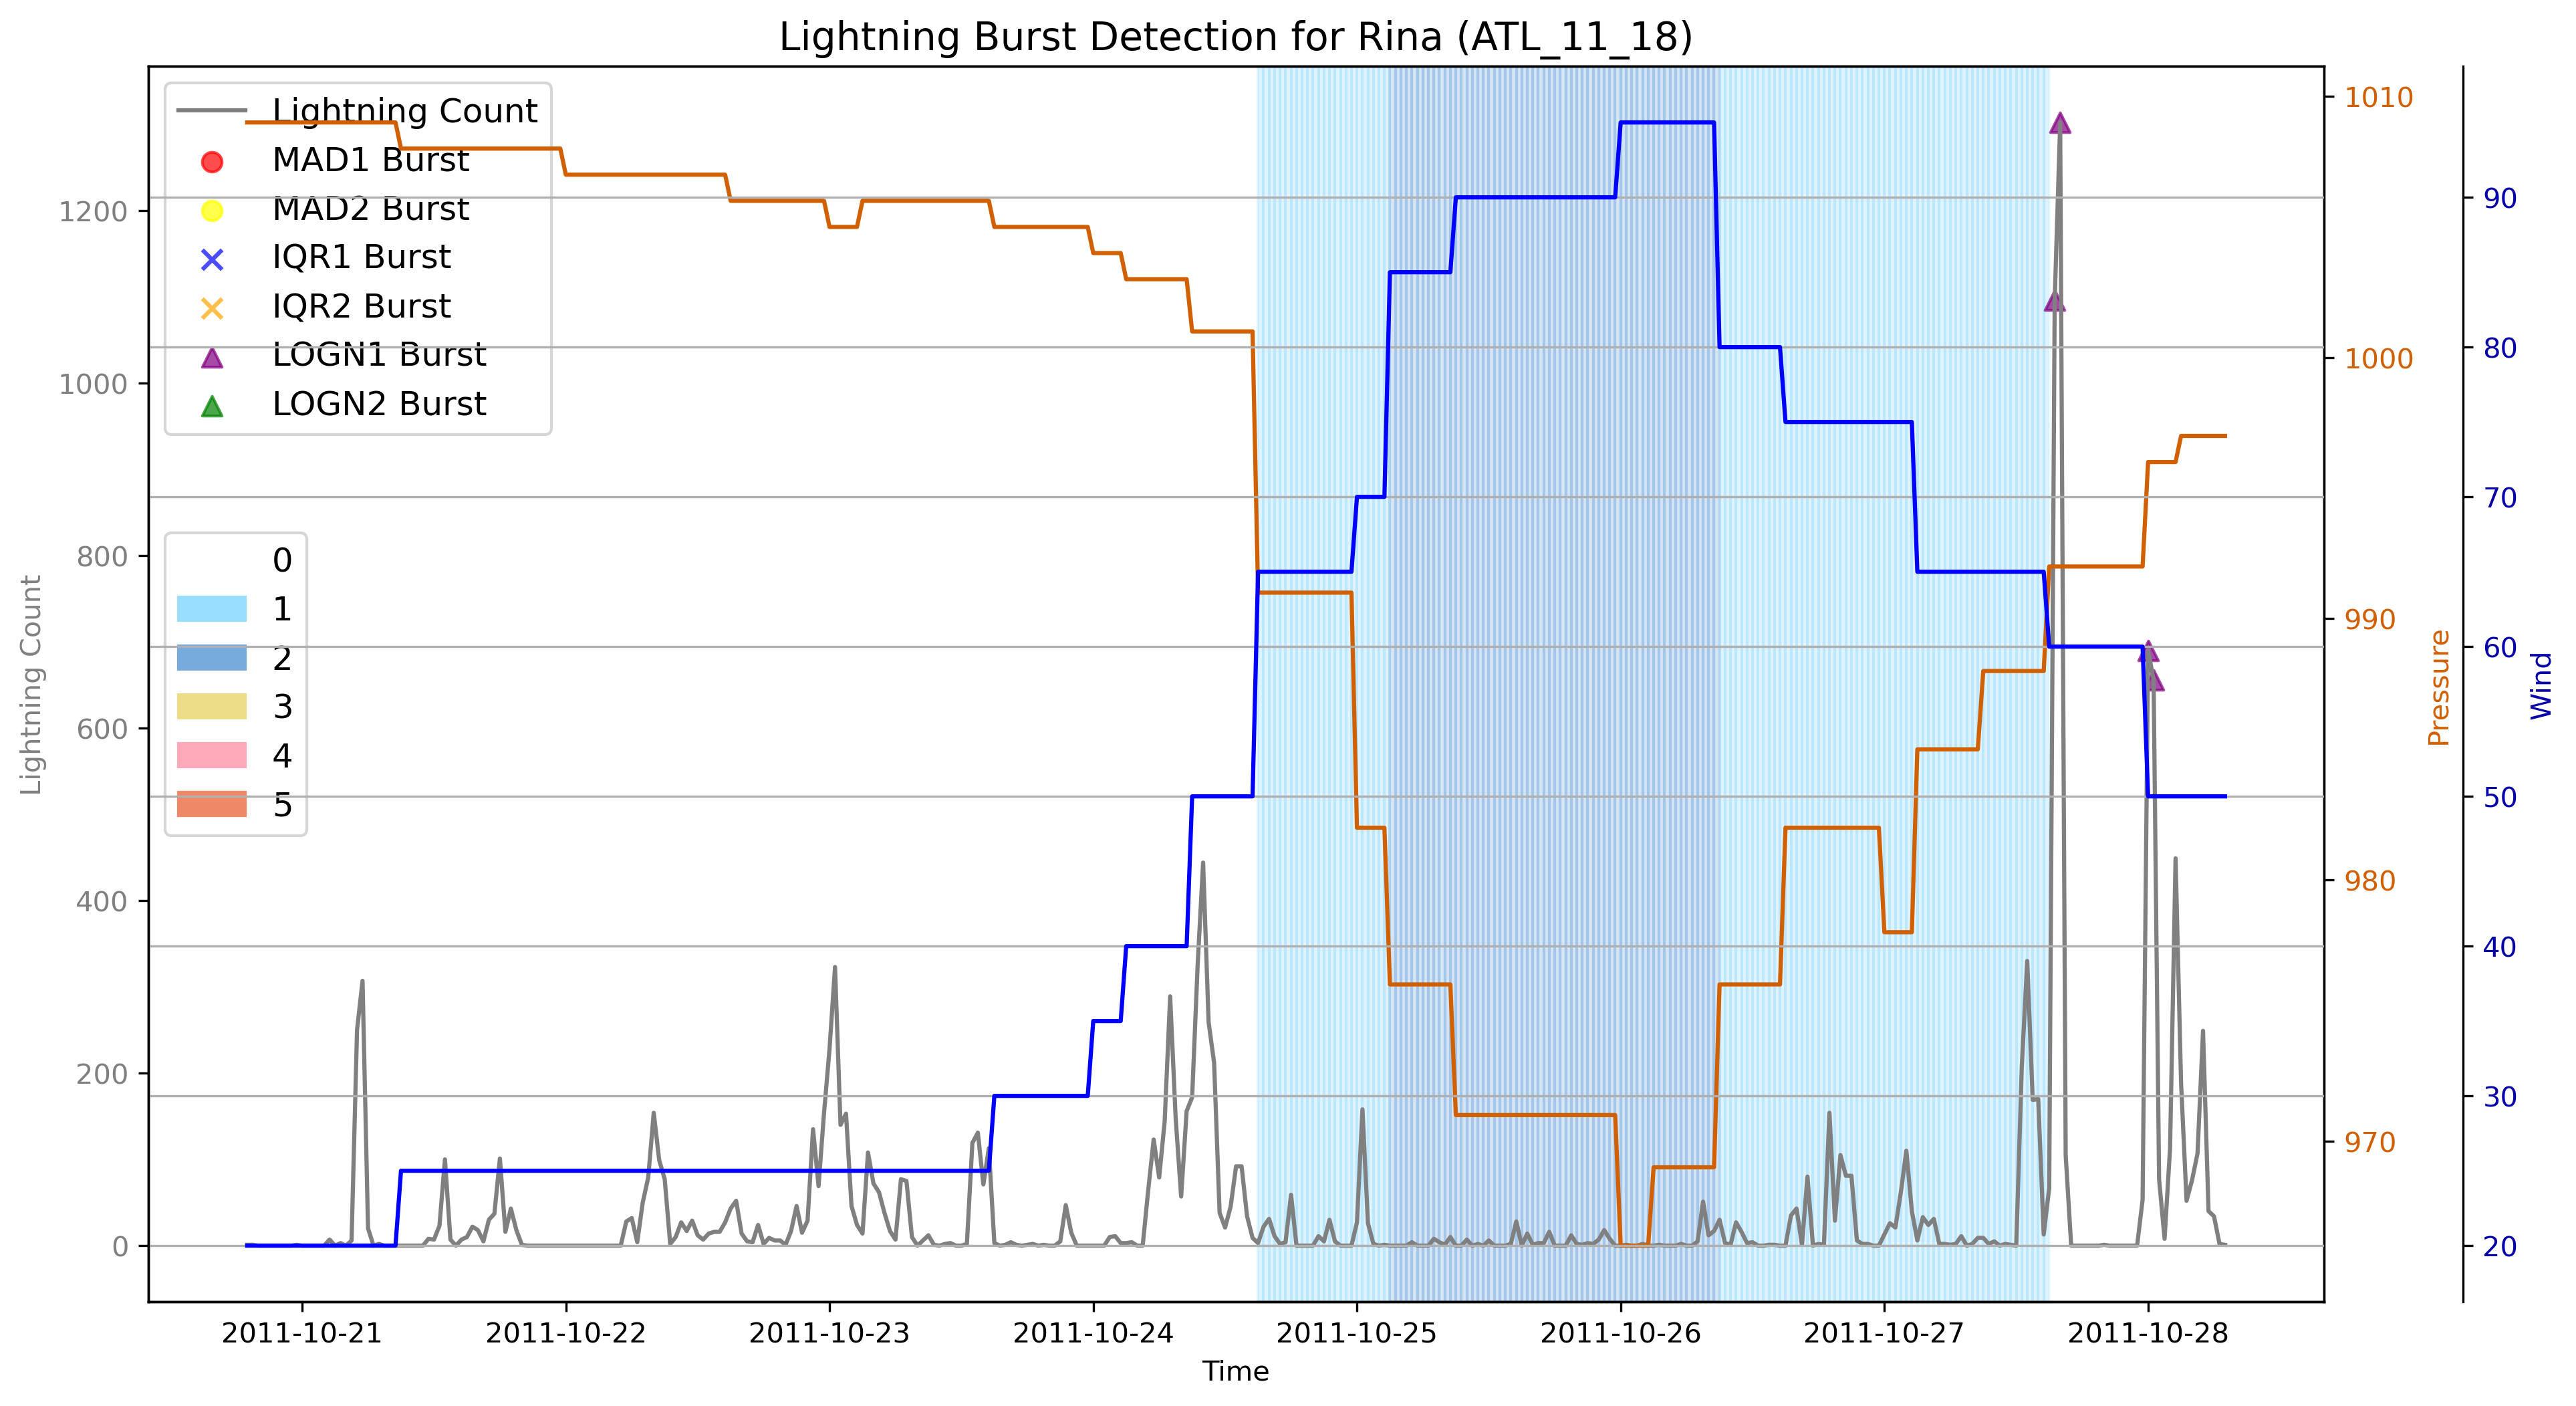 Lightning Burst Detection for Rina (ATL_11_18)
Lightning Count
MAD1 Burst
MAD2 Burst
IQR1 Burst
IQR2 Burst
LOGN1 Burst
LOGN2 Burst
0
1
2
3
4
5
Lightning Count
1200
1000
800
600
400
200
0
1010
1000
990
980
970
Pressure
90
80
70
60
50
40
30
20
Wind
2011-10-21
2011-10-22
2011-10-23
2011-10-24
2011-10-25
2011-10-26
2011-10-27
2011-10-28
Time